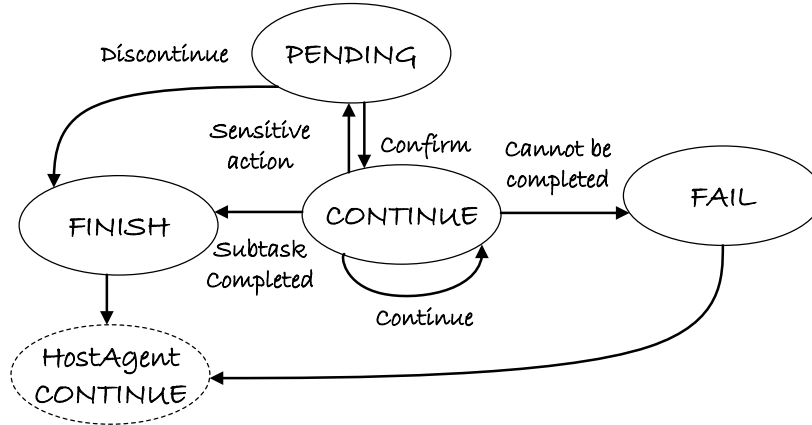 Discontinue
PENDING
Sensitive
action
Confirm
Cannot be
completed
FINISH
CONTINUE
FAIL
Subtask
Completed
Continue
HostAgent
CONTINUE